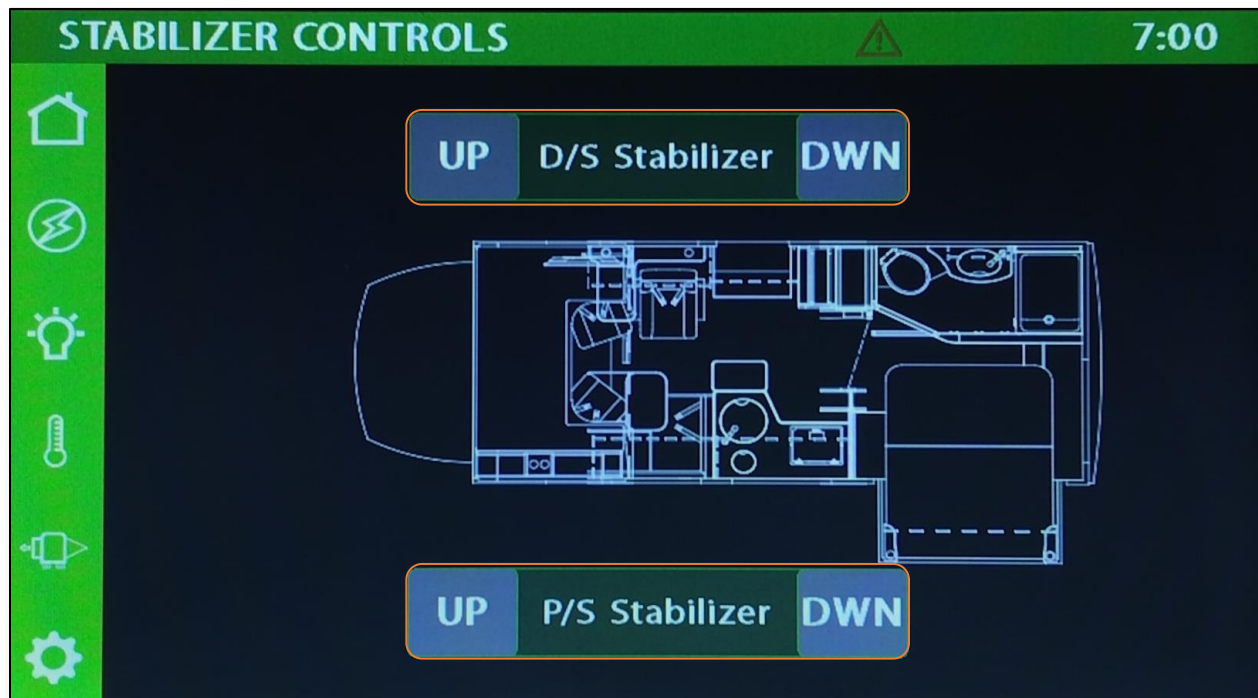 STABILIZER CONTROLS 7:00
UP D/S Stabilizer DWN
UP P/S Stabilizer DWN